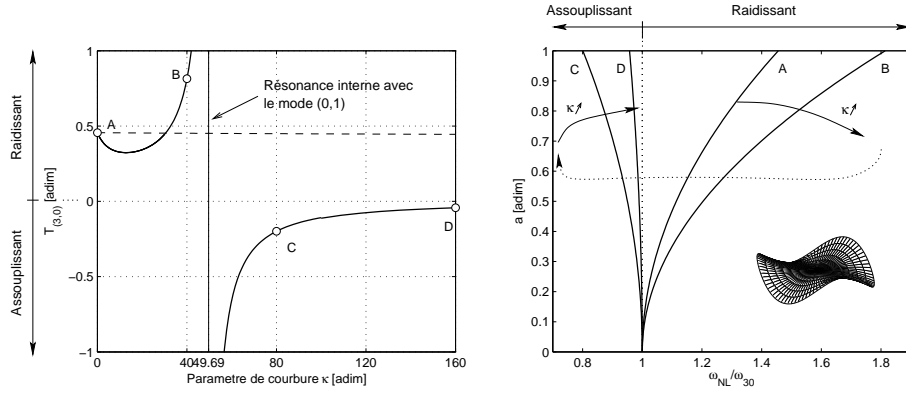 Assouplissant
Raidissant
1
0.5
0
−0.5
−1
Raidissant
Assouplissant
T(3,0) [adim]
A
B
C
D
Résonance interne avec
le mode (0,1)
0
40
49.69
80
120
160
Parametre de courbure κ [adim]
1
0.9
0.8
0.7
0.6
0.5
0.4
0.3
0.2
0.1
0
a [adim]
C
D
A
B
κ
κ
0.8
1
1.2
1.4
1.6
1.8
ωNL/ω30